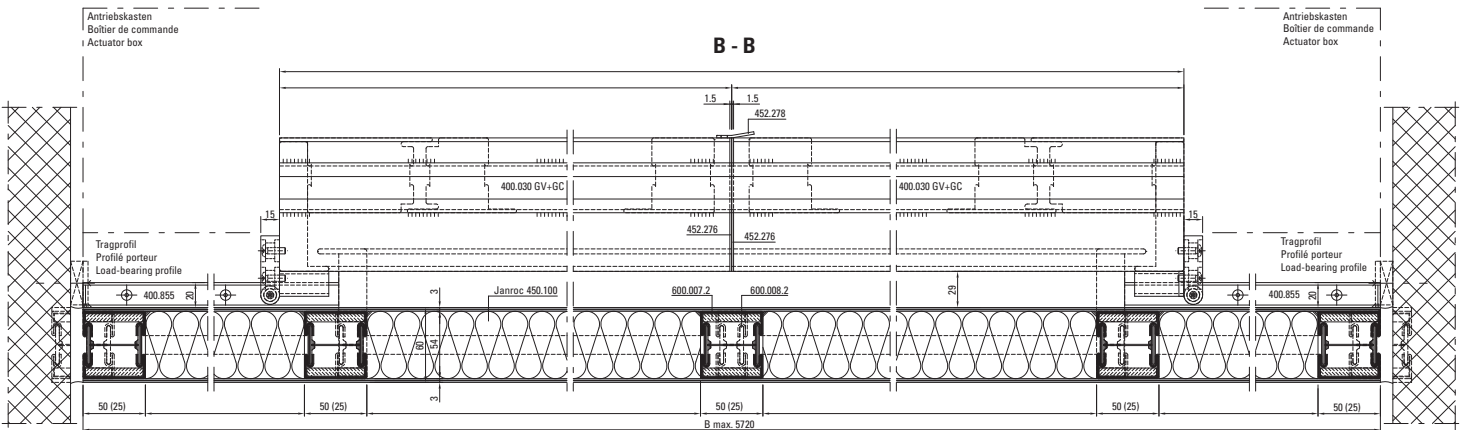 Antriebskasten
Boîtier de commande
Actuator box
Antriebskasten
Boîtier de commande
Actuator box
B - B
1.5
1.5
452.278
400.030 GV+GC
400.030 GV+GC
15
15
452.276
452.276
Tragprofil
Profilé porteur
Load-bearing profile
Tragprofil
Profilé porteur
Load-bearing profile
400.855
20
3
Janroc 450.100
600.007.2
600.008.2
29
400.855
20
60
54
3
50 (25)
50 (25)
50 (25)
50 (25)
50 (25)
B max. 5720